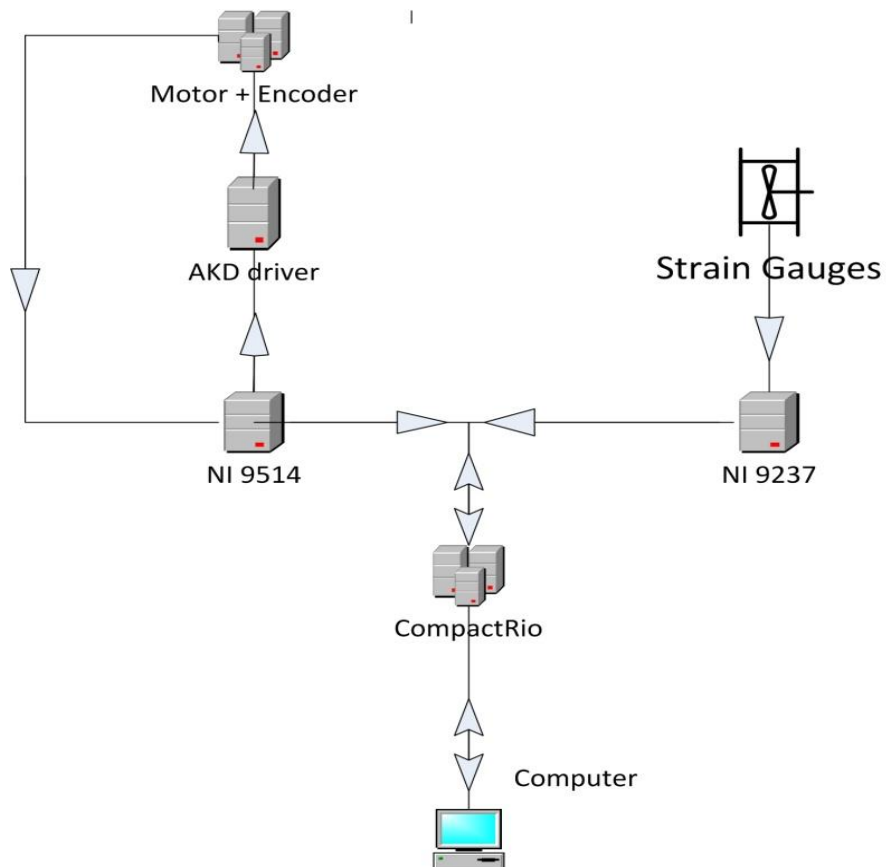 Motor + Encoder
AKD driver
Strain Gauges
NI 9514
NI 9237
CompactRio
Computer